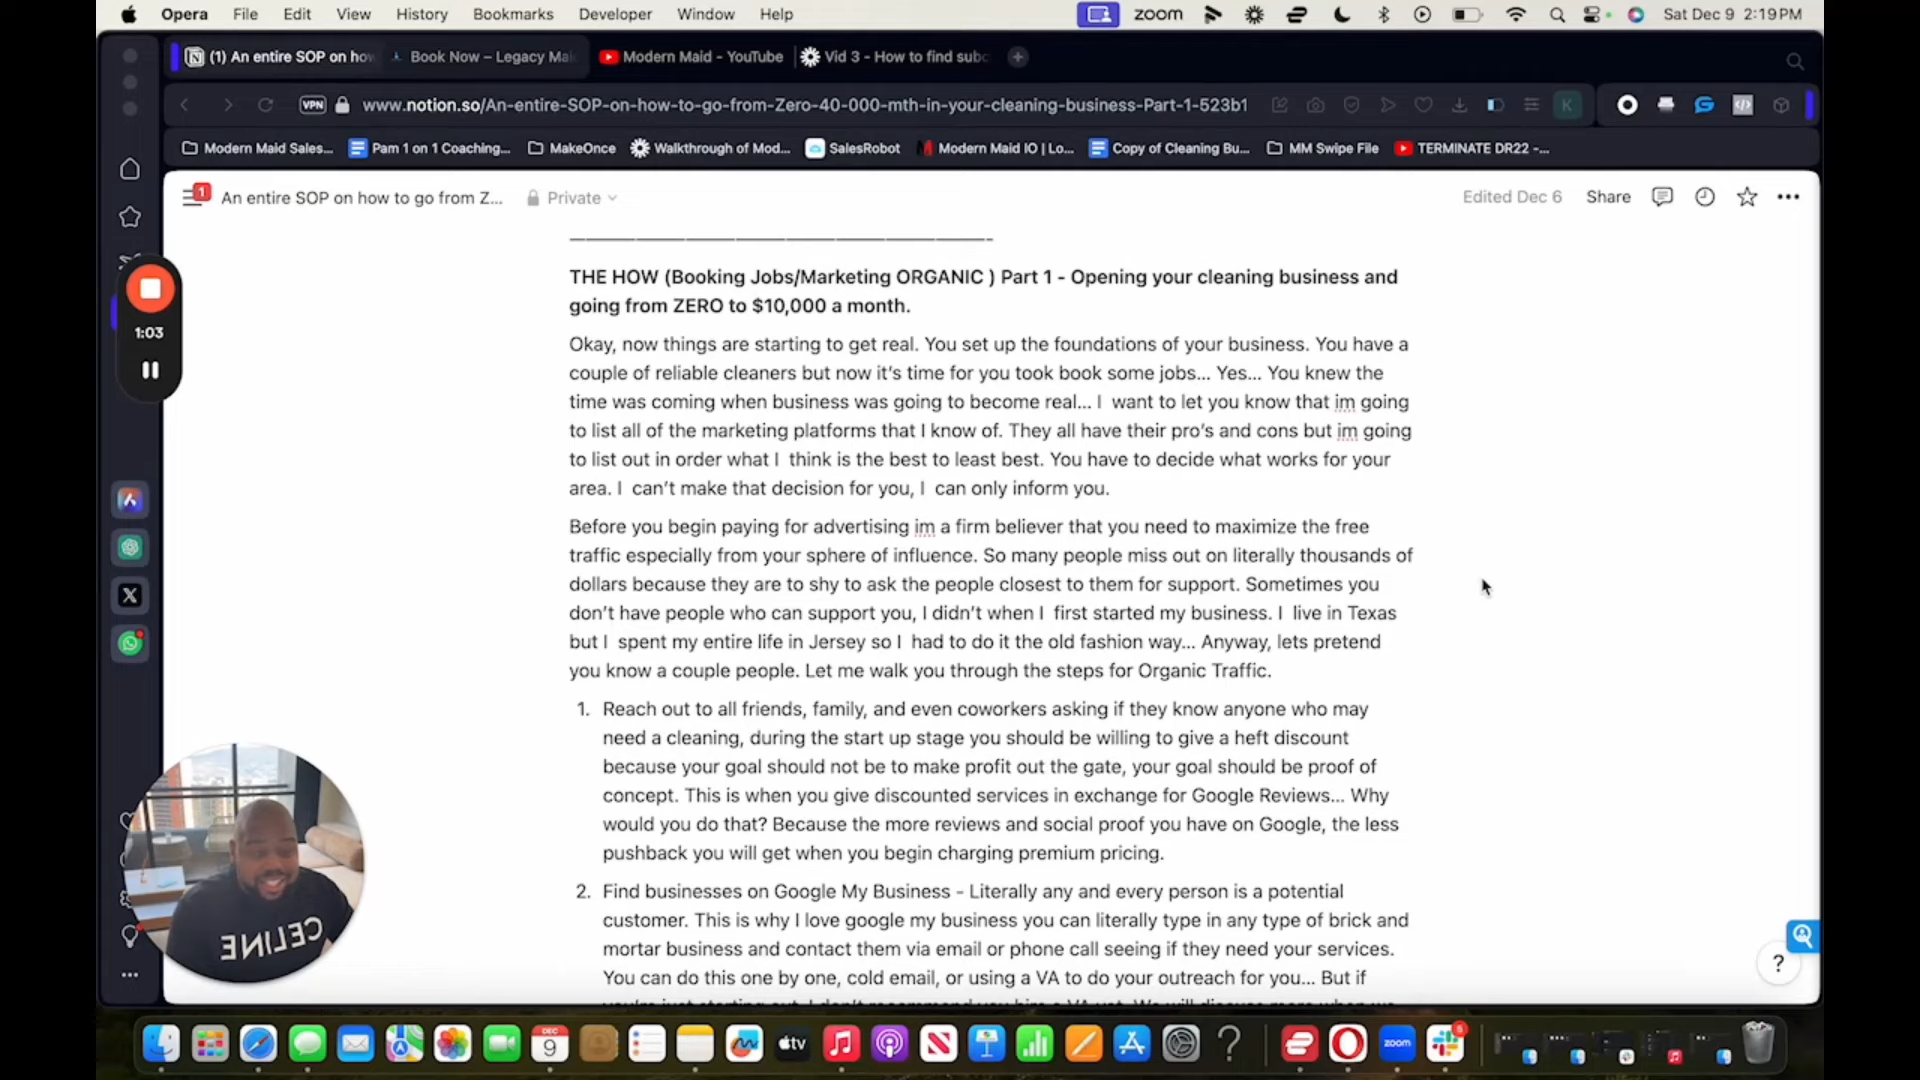 Opera File Edit View History Bookmarks Developer Window Help zoom Sat Dec 9 2:19 PM
(1) An entire SOP on how Book Now – Legacy Mai Modern Maid - YouTube Vid 3 - How to find subc
VPN www.notion.so/An-entire-SOP-on-how-to-go-from-Zero-40-000-mth-in-your-cleaning-business-Part-1-523b1 K
Modern Maid Sales... Pam 1 on 1 Coaching... MakeOnce Walkthrough of Mod... SalesRobot Modern Maid IO | Lo... Copy of Cleaning Bu... MM Swipe File TERMINATE DR22 -...
1 An entire SOP on how to go from Z... Private Edited Dec 6 Share
THE HOW (Booking Jobs/Marketing ORGANIC ) Part 1 - Opening your cleaning business and
going from ZERO to $10,000 a month.
1:03
Okay, now things are starting to get real. You set up the foundations of your business. You have a
couple of reliable cleaners but now it's time for you took book some jobs... Yes... You knew the
time was coming when business was going to become real... I want to let you know that im going
to list all of the marketing platforms that I know of. They all have their pro's and cons but im going
to list out in order what I think is the best to least best. You have to decide what works for your
area. I can't make that decision for you, I can only inform you.
Before you begin paying for advertising im a firm believer that you need to maximize the free
traffic especially from your sphere of influence. So many people miss out on literally thousands of
dollars because they are to shy to ask the people closest to them for support. Sometimes you
don't have people who can support you, I didn't when I first started my business. I live in Texas
but I spent my entire life in Jersey so I had to do it the old fashion way... Anyway, lets pretend
you know a couple people. Let me walk you through the steps for Organic Traffic.
1. Reach out to all friends, family, and even coworkers asking if they know anyone who may
need a cleaning, during the start up stage you should be willing to give a heft discount
because your goal should not be to make profit out the gate, your goal should be proof of
concept. This is when you give discounted services in exchange for Google Reviews... Why
would you do that? Because the more reviews and social proof you have on Google, the less
pushback you will get when you begin charging premium pricing.
2. Find businesses on Google My Business - Literally any and every person is a potential
customer. This is why I love google my business you can literally type in any type of brick and
mortar business and contact them via email or phone call seeing if they need your services.
You can do this one by one, cold email, or using a VA to do your outreach for you... But if
CELINE
?
DEC
9
tv
zoom
5